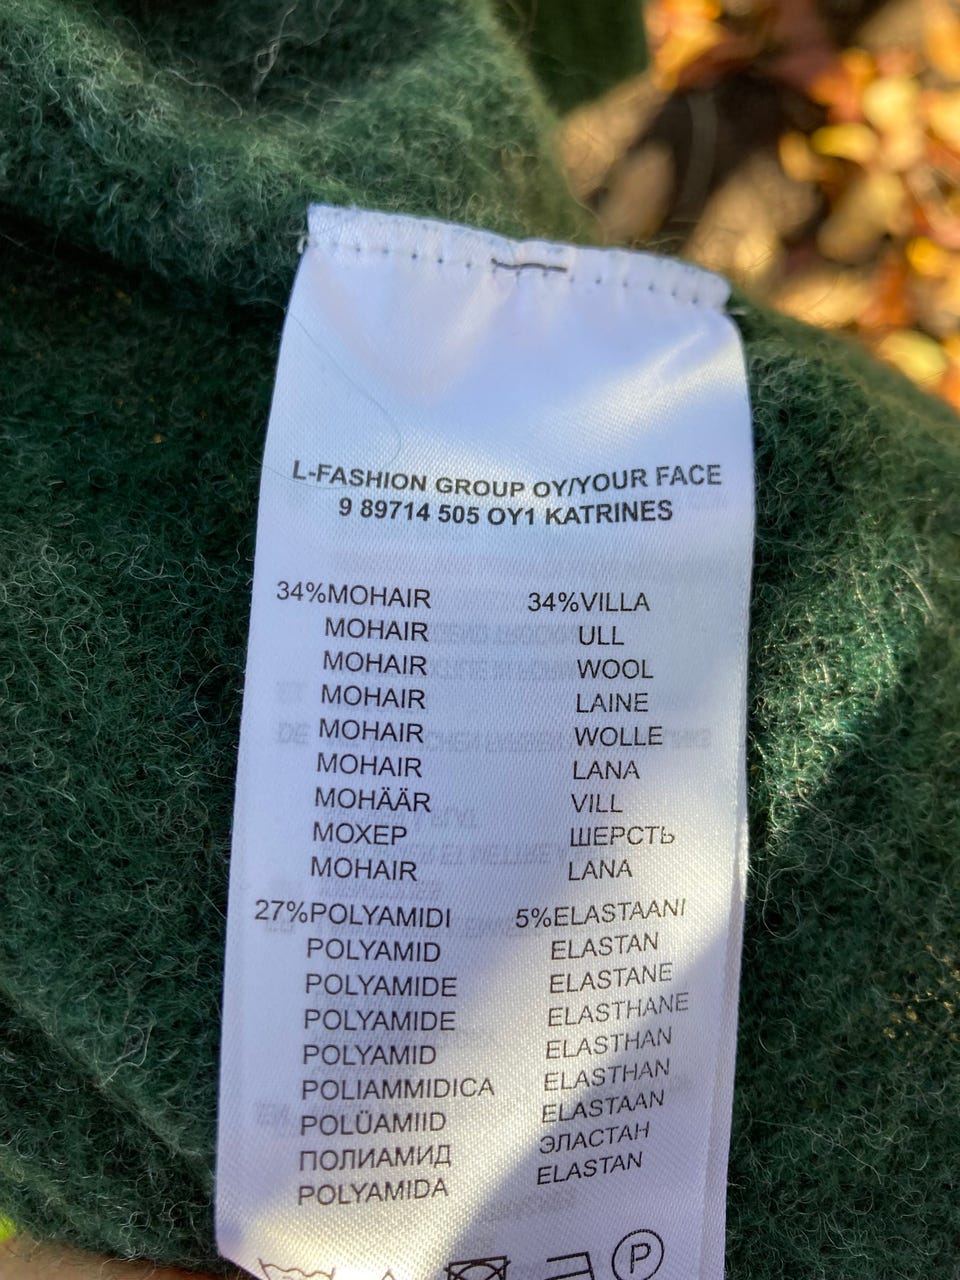 L-FASHION GROUP OY/YOUR FACE
9 89714 505 OY1 KATRINES
34%MOHAIR
MOHAIR
MOHAIR
MOHAIR
MOHAIR
MOHAIR
MOHÄÄR
МОХЕР
MOHAIR
34%VILLA
ULL
WOOL
LAINE
WOLLE
LANA
VILL
ШЕРСТЬ
LANA
27%POLYAMIDI
POLYAMID
POLYAMIDE
POLYAMIDE
POLYAMID
POLIAMMIDICA
POLÜAMIID
ПОЛИАМИД
POLYAMIDA
5%ELASTAANI
ELASTAN
ELASTANE
ELASTHANE
ELASTHAN
ELASTHAN
ELASTAAN
ЭЛАСТАН
ELASTAN
P